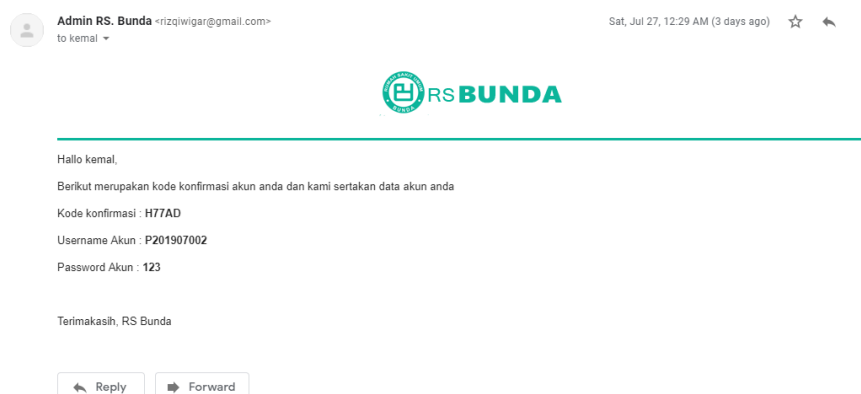 Admin RS. Bunda <rizqiwigar@gmail.com>
Sat, Jul 27, 12:29 AM (3 days ago)
to kemal
RS BUNDA
BUNDA
Hallo kemal,
Berikut merupakan kode konfirmasi akun anda dan kami sertakan data akun anda
Kode konfirmasi : H77AD
Username Akun : P201907002
Password Akun : 123
Terimakasih, RS Bunda
Reply
Forward